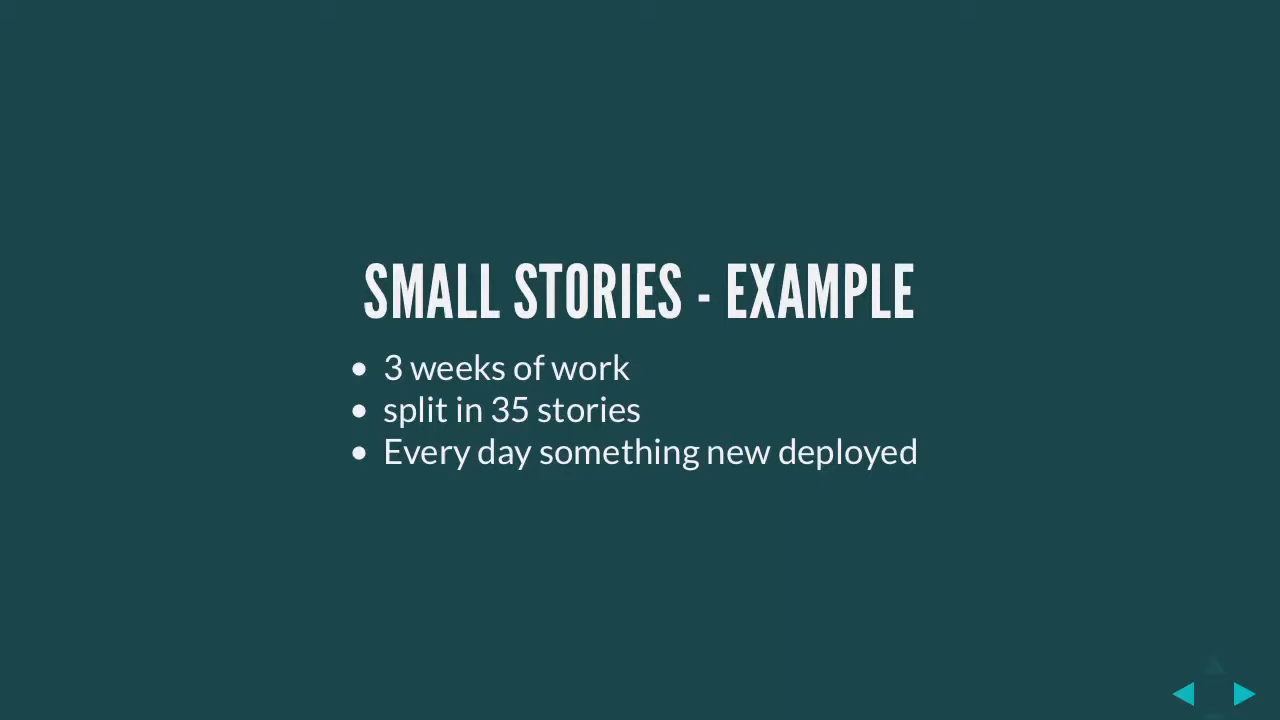 SMALL STORIES - EXAMPLE
3 weeks of work
split in 35 stories
Every day something new deployed